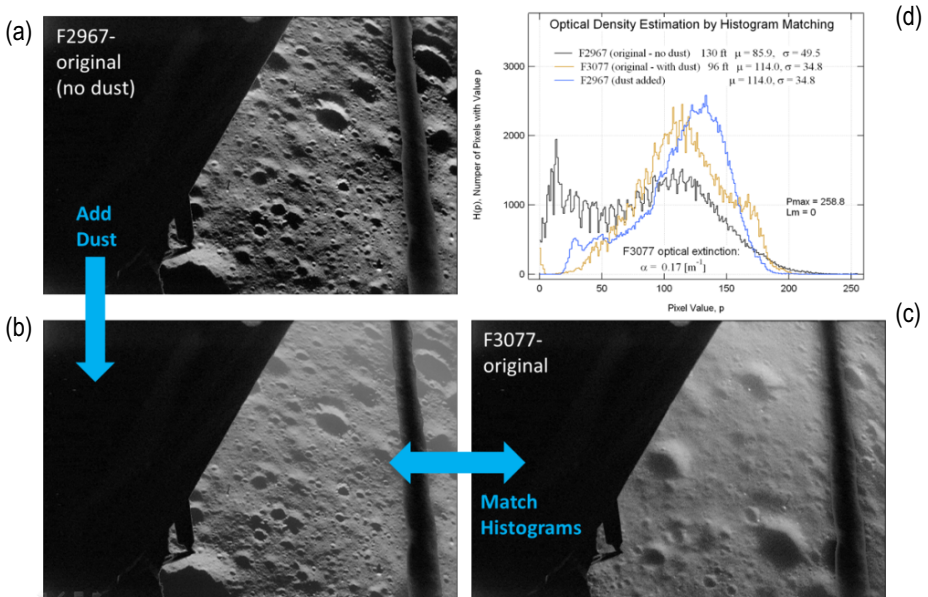 (a)
F2967-
original
(no dust)
Add
Dust
(b)
(d)
Optical Density Estimation by Histogram Matching
F2967 (original - no dust) 130 ft μ = 85.9, σ = 49.5
F3077 (original - with dust) 96 ft μ = 114.0, σ = 34.8
F2967 (dust added) μ = 114.0, σ = 34.8
H(p), Numper of Pixels with Value p
3000
2000
1000
0
Pmax = 258.8
Lm = 0
F3077 optical extinction:
α = 0.17 [m⁻¹]
0 50 100 150 200 250
Pixel Value, p
(c)
F3077-
original
Match
Histograms